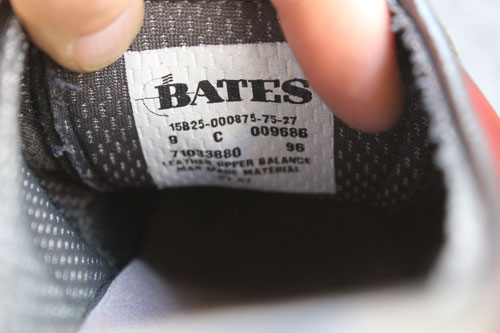 BATES
15B25-000875-75-27
9 C 00968B
71033880 96
LEATHER UPPER BALANCE
MAN MADE MATERIAL